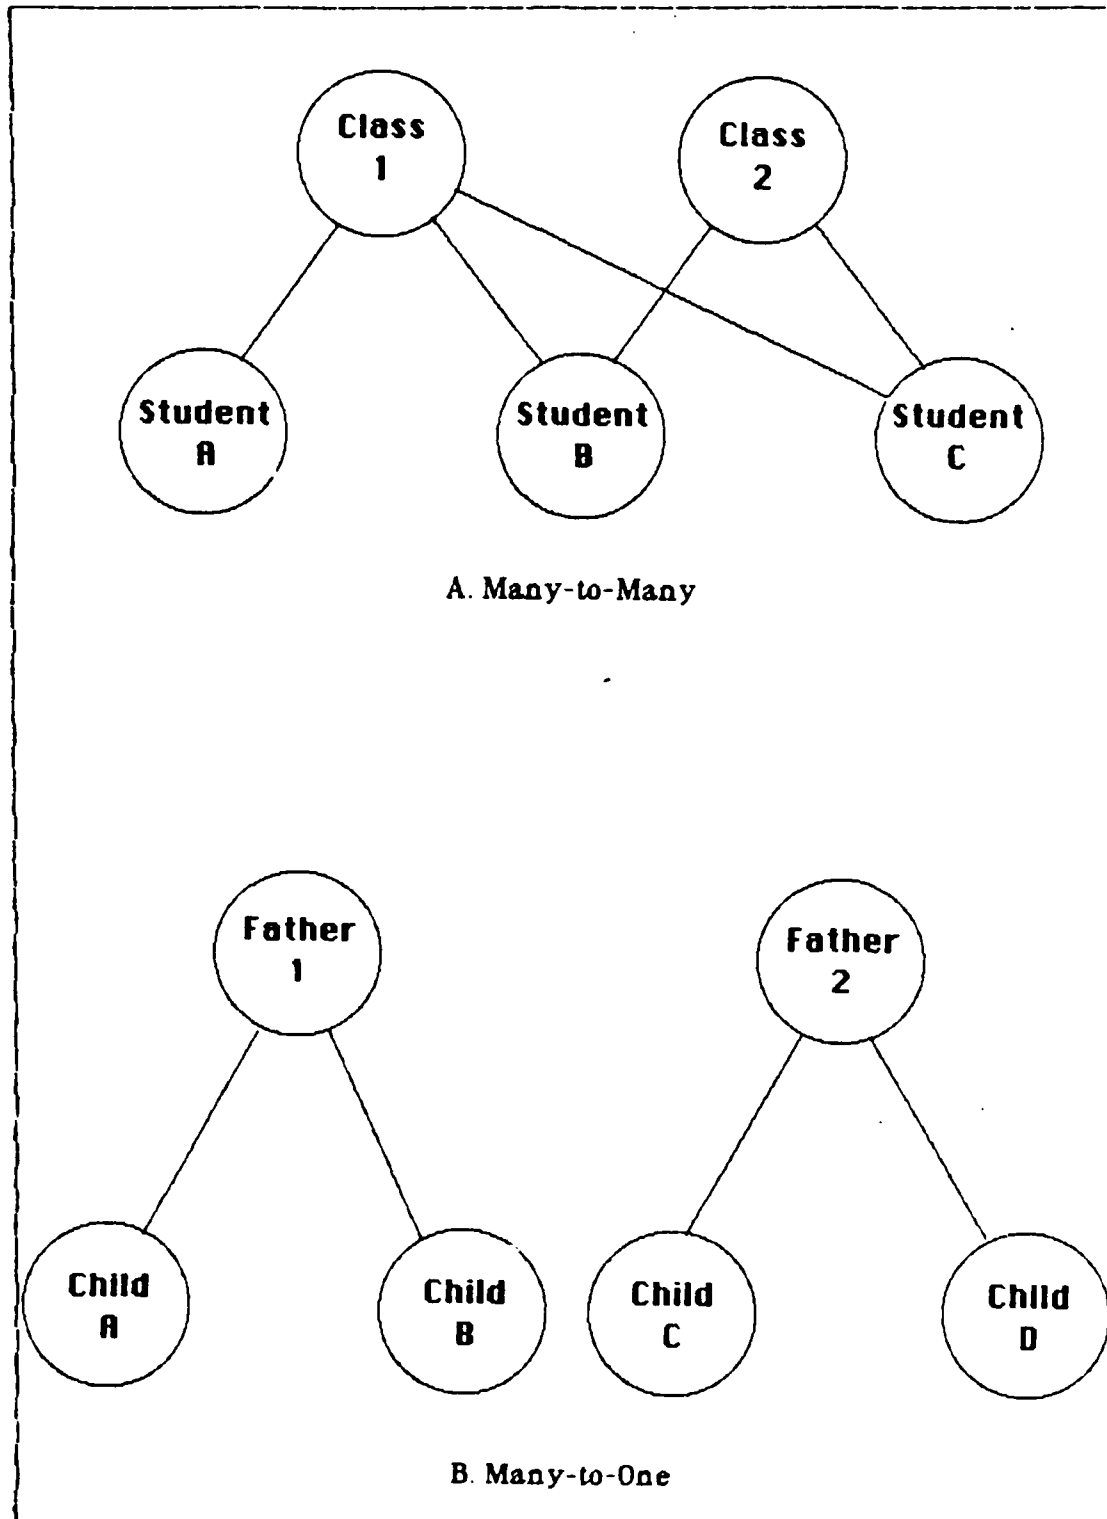 Class
1
Class
2
Student
A
Student
B
Student
C
A. Many-to-Many
Father
1
Father
2
Child
A
Child
B
Child
C
Child
D
B. Many-to-One